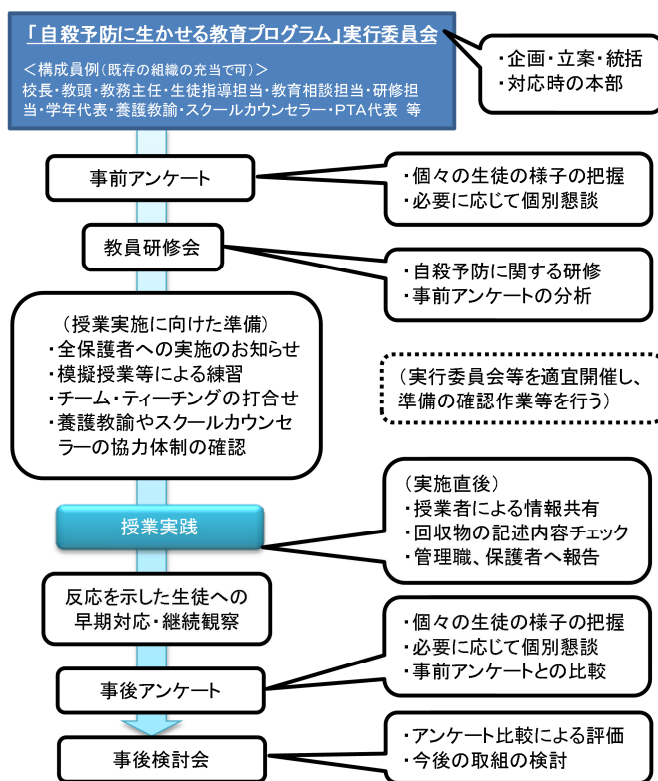 「自殺予防に生かせる教育プログラム」実行委員会
＜構成員例(既存の組織の充当で可)＞
校長・教頭・教務主任・生徒指導担当・教育相談担当・研修担
当・学年代表・養護教諭・スクールカウンセラー・PTA代表 等
・企画・立案・統括
・対応時の本部
事前アンケート
・個々の生徒の様子の把握
・必要に応じて個別懇談
教員研修会
・自殺予防に関する研修
・事前アンケートの分析
（授業実施に向けた準備）
・全保護者への実施のお知らせ
・模擬授業等による練習
・チーム・ティーチングの打合せ
・養護教諭やスクールカウンセ
ラーの協力体制の確認
（実行委員会等を適宜開催し、
準備の確認作業等を行う）
授業実践
（実施直後）
・授業者による情報共有
・回収物の記述内容チェック
・管理職、保護者へ報告
反応を示した生徒への
早期対応・継続観察
・個々の生徒の様子の把握
・必要に応じて個別懇談
・事前アンケートとの比較
事後アンケート
事後検討会
・アンケート比較による評価
・今後の取組の検討